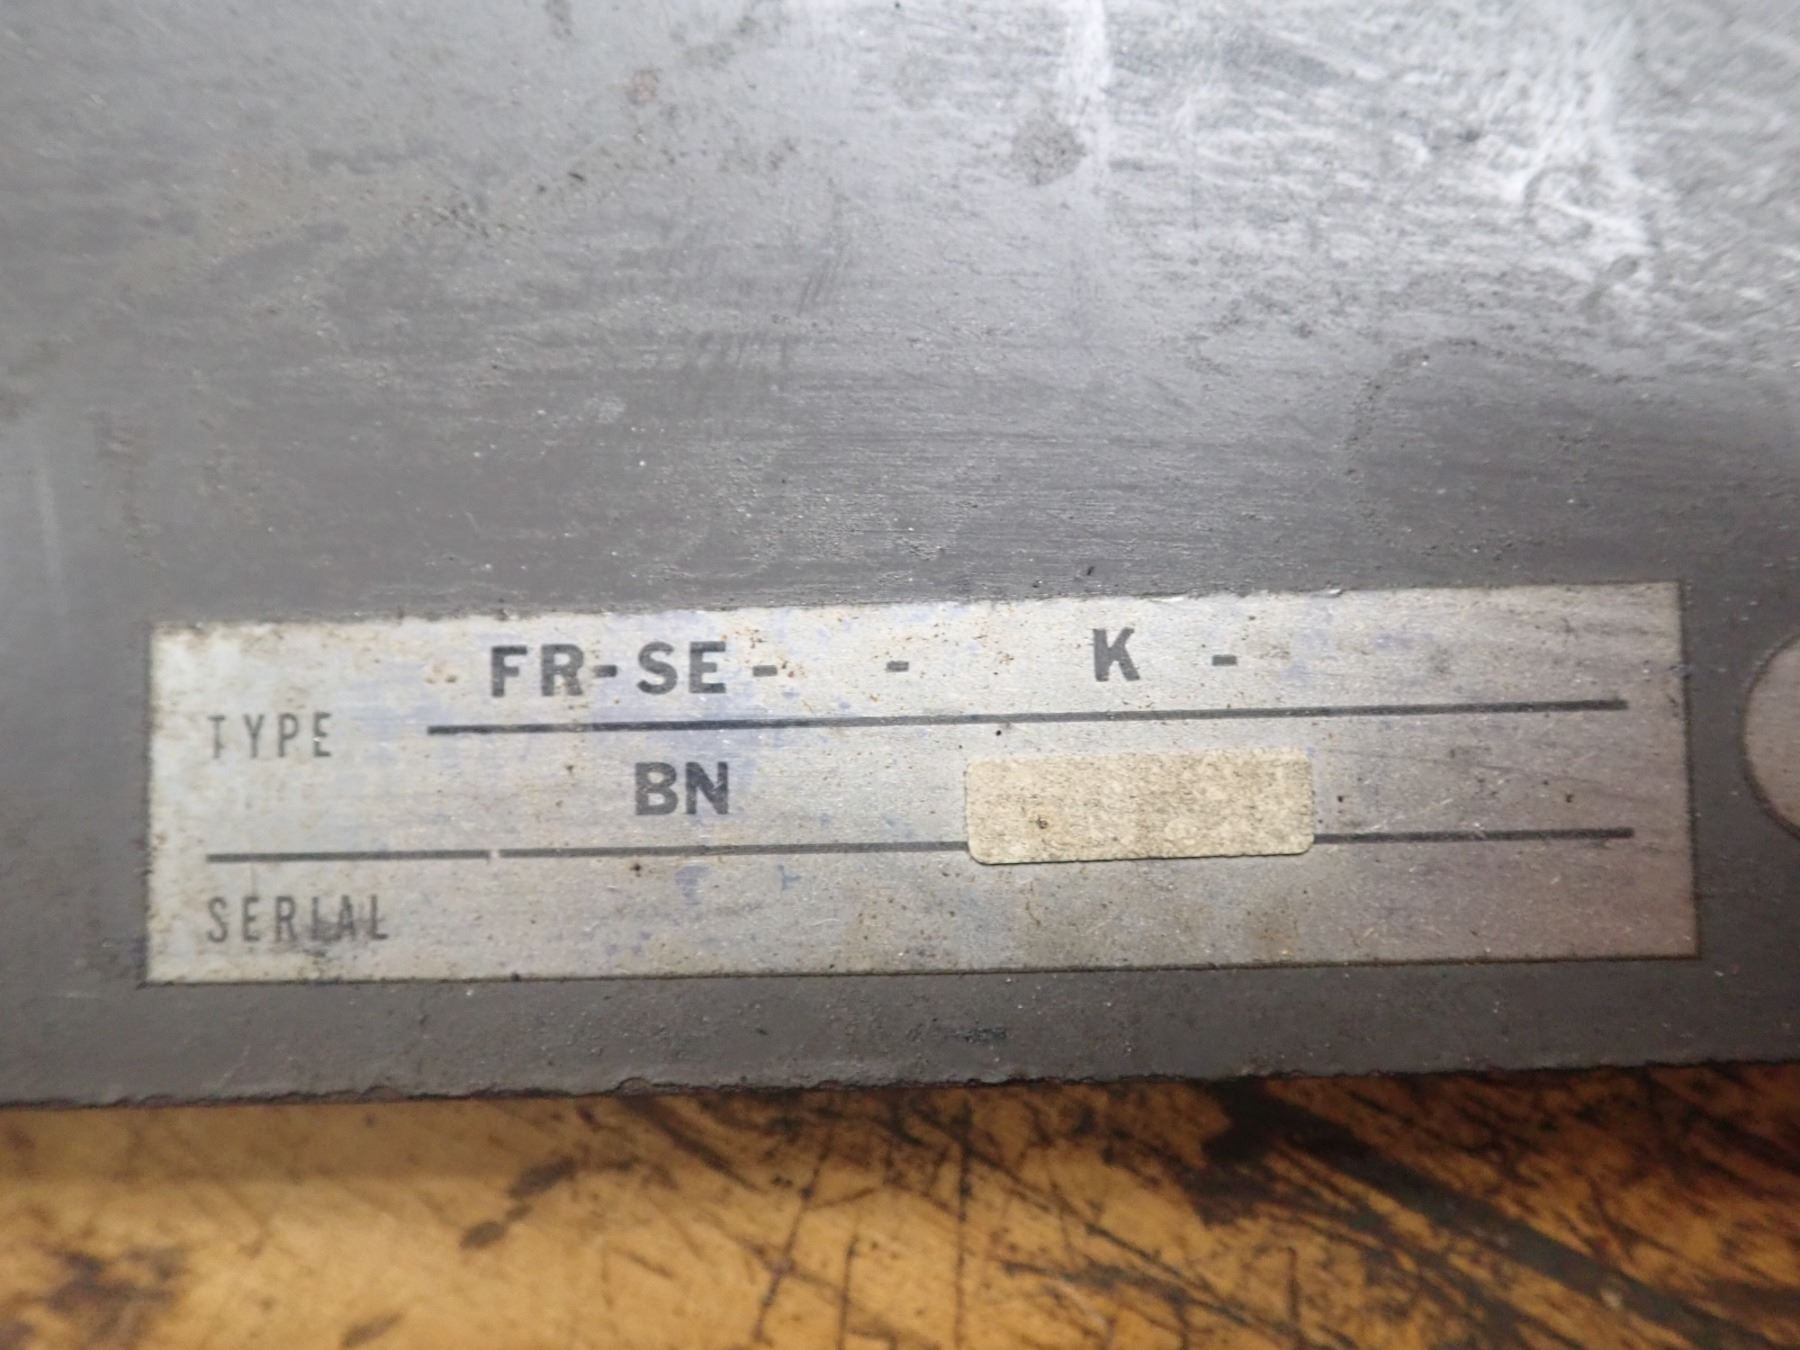 FR-SE- - K -
TYPE
BN
SERIAL